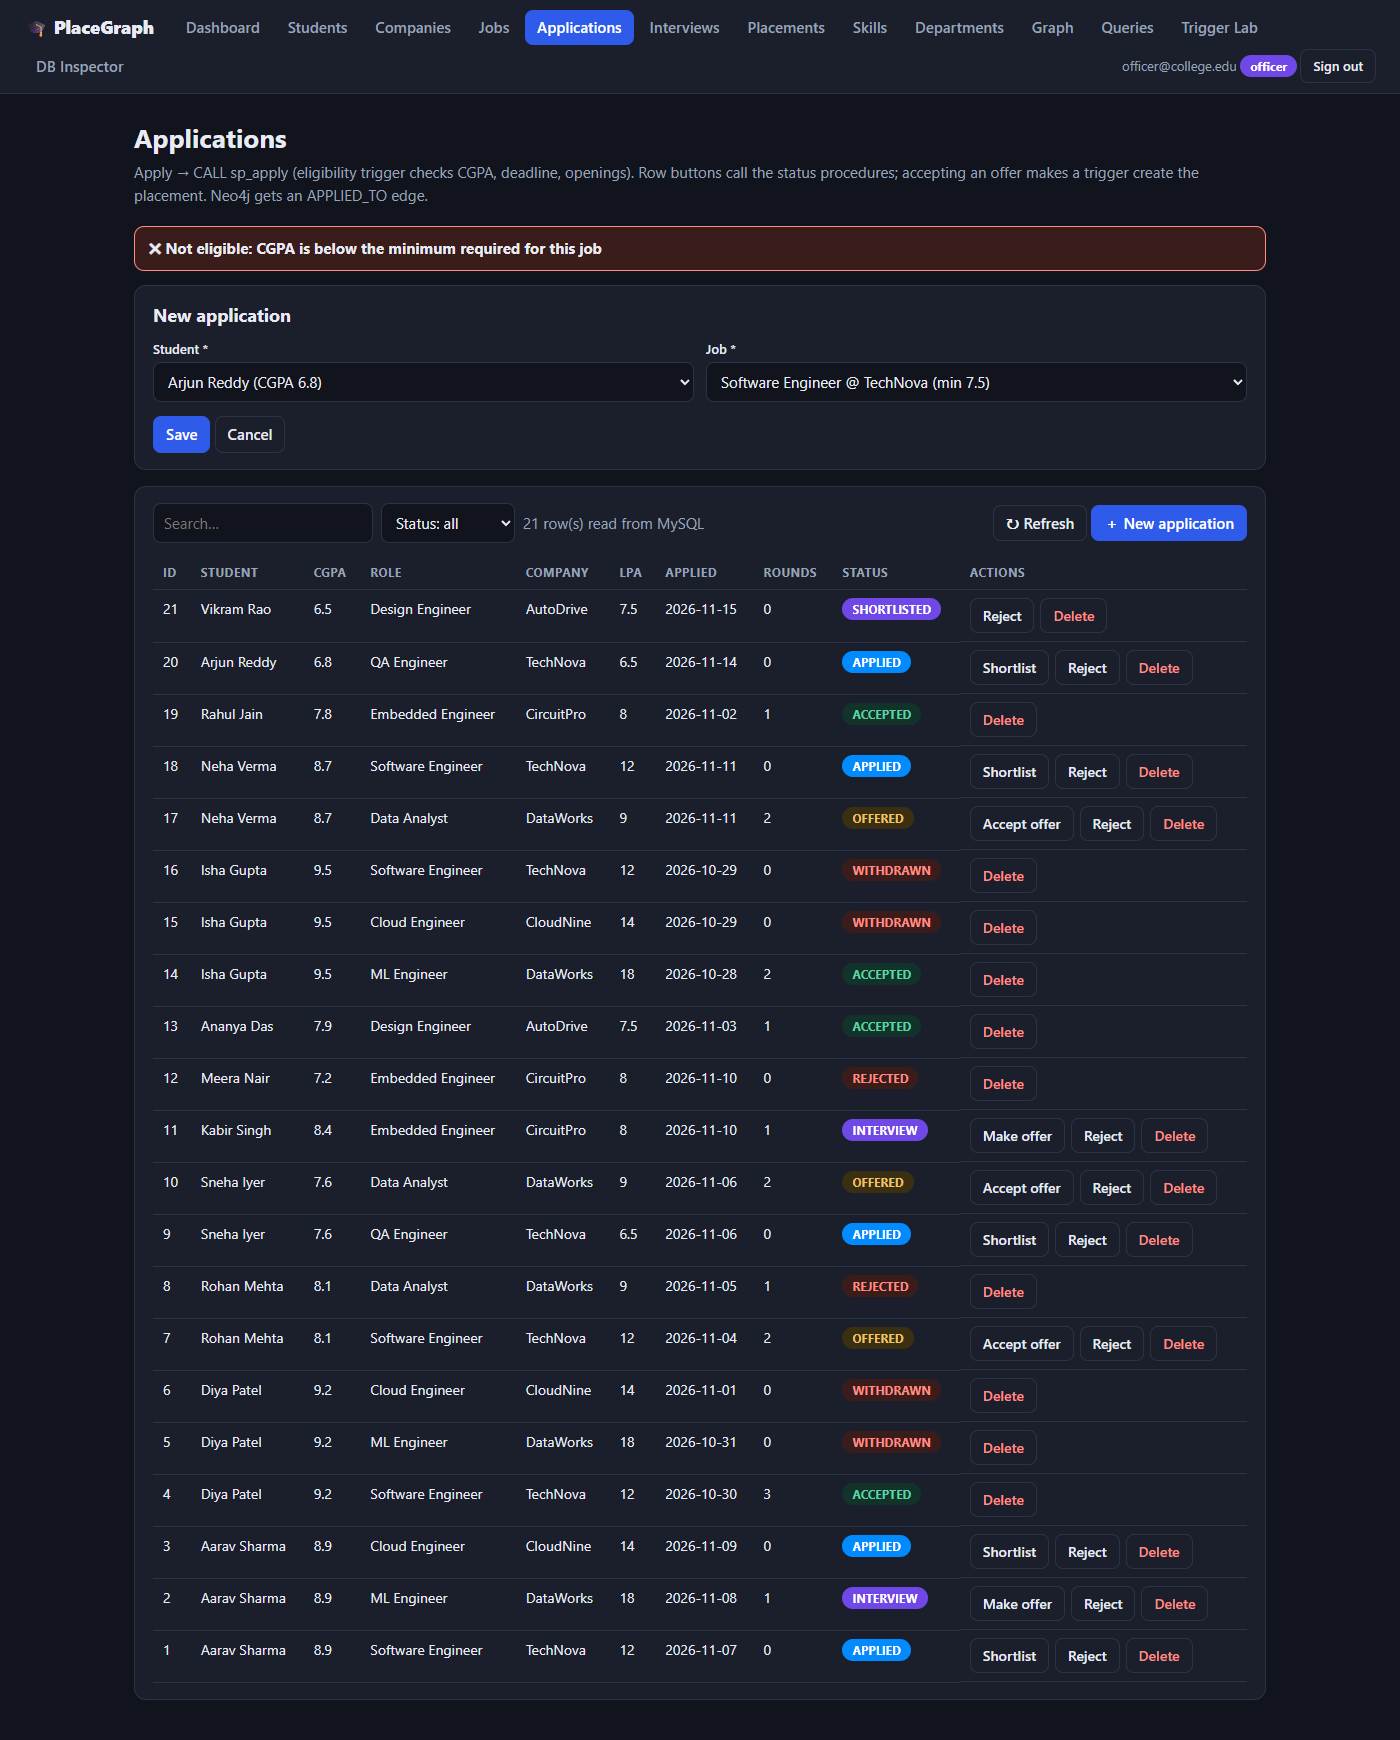 PlaceGraph Dashboard Students Companies Jobs Applications Interviews Placements Skills Departments Graph Queries Trigger Lab
DB Inspector officer@college.edu officer Sign out
Applications
Apply → CALL sp_apply (eligibility trigger checks CGPA, deadline, openings). Row buttons call the status procedures; accepting an offer makes a trigger create the
placement. Neo4j gets an APPLIED_TO edge.
❌ Not eligible: CGPA is below the minimum required for this job
New application
Student * Job *
Arjun Reddy (CGPA 6.8) Software Engineer @ TechNova (min 7.5)
Save Cancel
Search... Status: all 21 row(s) read from MySQL ↻ Refresh + New application
ID STUDENT CGPA ROLE COMPANY LPA APPLIED ROUNDS STATUS ACTIONS
21 Vikram Rao 6.5 Design Engineer AutoDrive 7.5 2026-11-15 0 SHORTLISTED Reject Delete
20 Arjun Reddy 6.8 QA Engineer TechNova 6.5 2026-11-14 0 APPLIED Shortlist Reject Delete
19 Rahul Jain 7.8 Embedded Engineer CircuitPro 8 2026-11-02 1 ACCEPTED Delete
18 Neha Verma 8.7 Software Engineer TechNova 12 2026-11-11 0 APPLIED Shortlist Reject Delete
17 Neha Verma 8.7 Data Analyst DataWorks 9 2026-11-11 2 OFFERED Accept offer Reject Delete
16 Isha Gupta 9.5 Software Engineer TechNova 12 2026-10-29 0 WITHDRAWN Delete
15 Isha Gupta 9.5 Cloud Engineer CloudNine 14 2026-10-29 0 WITHDRAWN Delete
14 Isha Gupta 9.5 ML Engineer DataWorks 18 2026-10-28 2 ACCEPTED Delete
13 Ananya Das 7.9 Design Engineer AutoDrive 7.5 2026-11-03 1 ACCEPTED Delete
12 Meera Nair 7.2 Embedded Engineer CircuitPro 8 2026-11-10 0 REJECTED Delete
11 Kabir Singh 8.4 Embedded Engineer CircuitPro 8 2026-11-10 1 INTERVIEW Make offer Reject Delete
10 Sneha Iyer 7.6 Data Analyst DataWorks 9 2026-11-06 2 OFFERED Accept offer Reject Delete
9 Sneha Iyer 7.6 QA Engineer TechNova 6.5 2026-11-06 0 APPLIED Shortlist Reject Delete
8 Rohan Mehta 8.1 Data Analyst DataWorks 9 2026-11-05 1 REJECTED Delete
7 Rohan Mehta 8.1 Software Engineer TechNova 12 2026-11-04 2 OFFERED Accept offer Reject Delete
6 Diya Patel 9.2 Cloud Engineer CloudNine 14 2026-11-01 0 WITHDRAWN Delete
5 Diya Patel 9.2 ML Engineer DataWorks 18 2026-10-31 0 WITHDRAWN Delete
4 Diya Patel 9.2 Software Engineer TechNova 12 2026-10-30 3 ACCEPTED Delete
3 Aarav Sharma 8.9 Cloud Engineer CloudNine 14 2026-11-09 0 APPLIED Shortlist Reject Delete
2 Aarav Sharma 8.9 ML Engineer DataWorks 18 2026-11-08 1 INTERVIEW Make offer Reject Delete
1 Aarav Sharma 8.9 Software Engineer TechNova 12 2026-11-07 0 APPLIED Shortlist Reject Delete